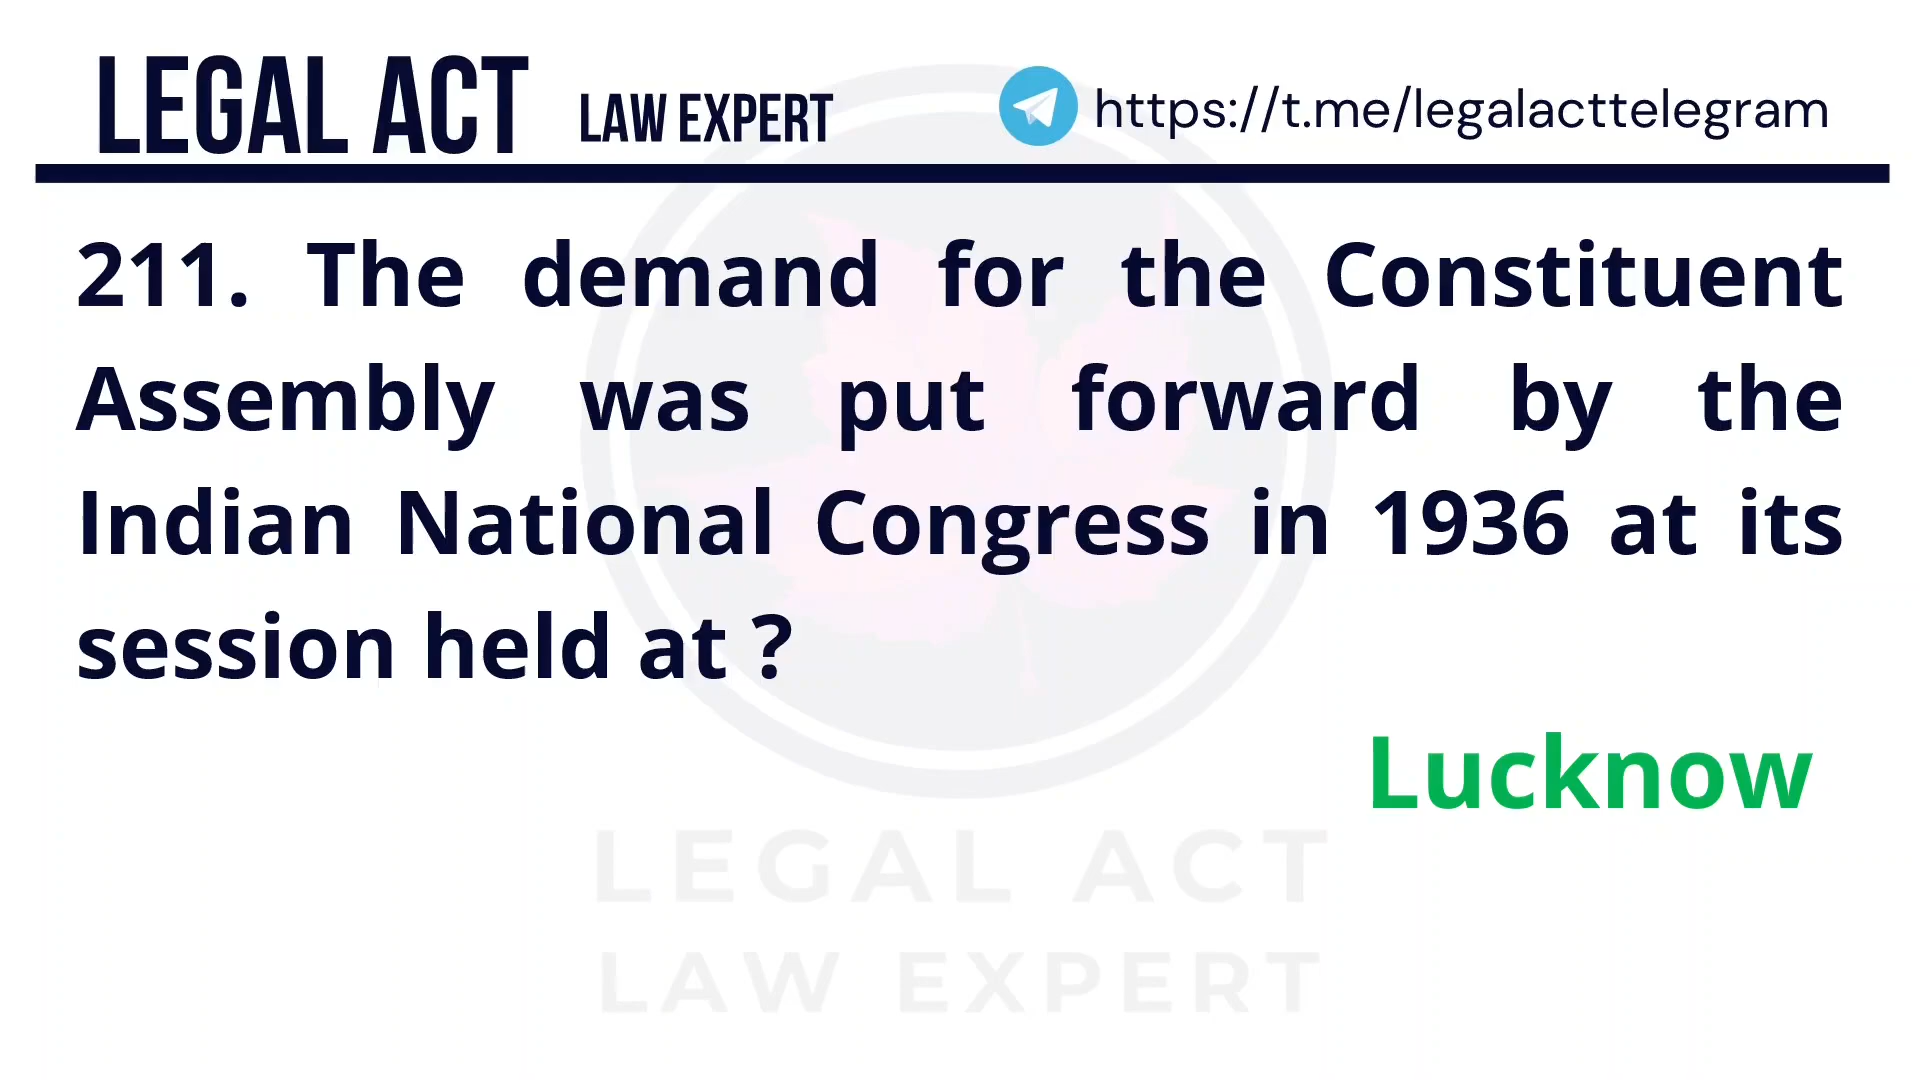 LEGAL ACT LAW EXPERT https://t.me/legalacttelegram
211. The demand for the Constituent
Assembly was put forward by the
Indian National Congress in 1936 at its
session held at ?
Lucknow
LEGAL ACT
LAW EXPERT